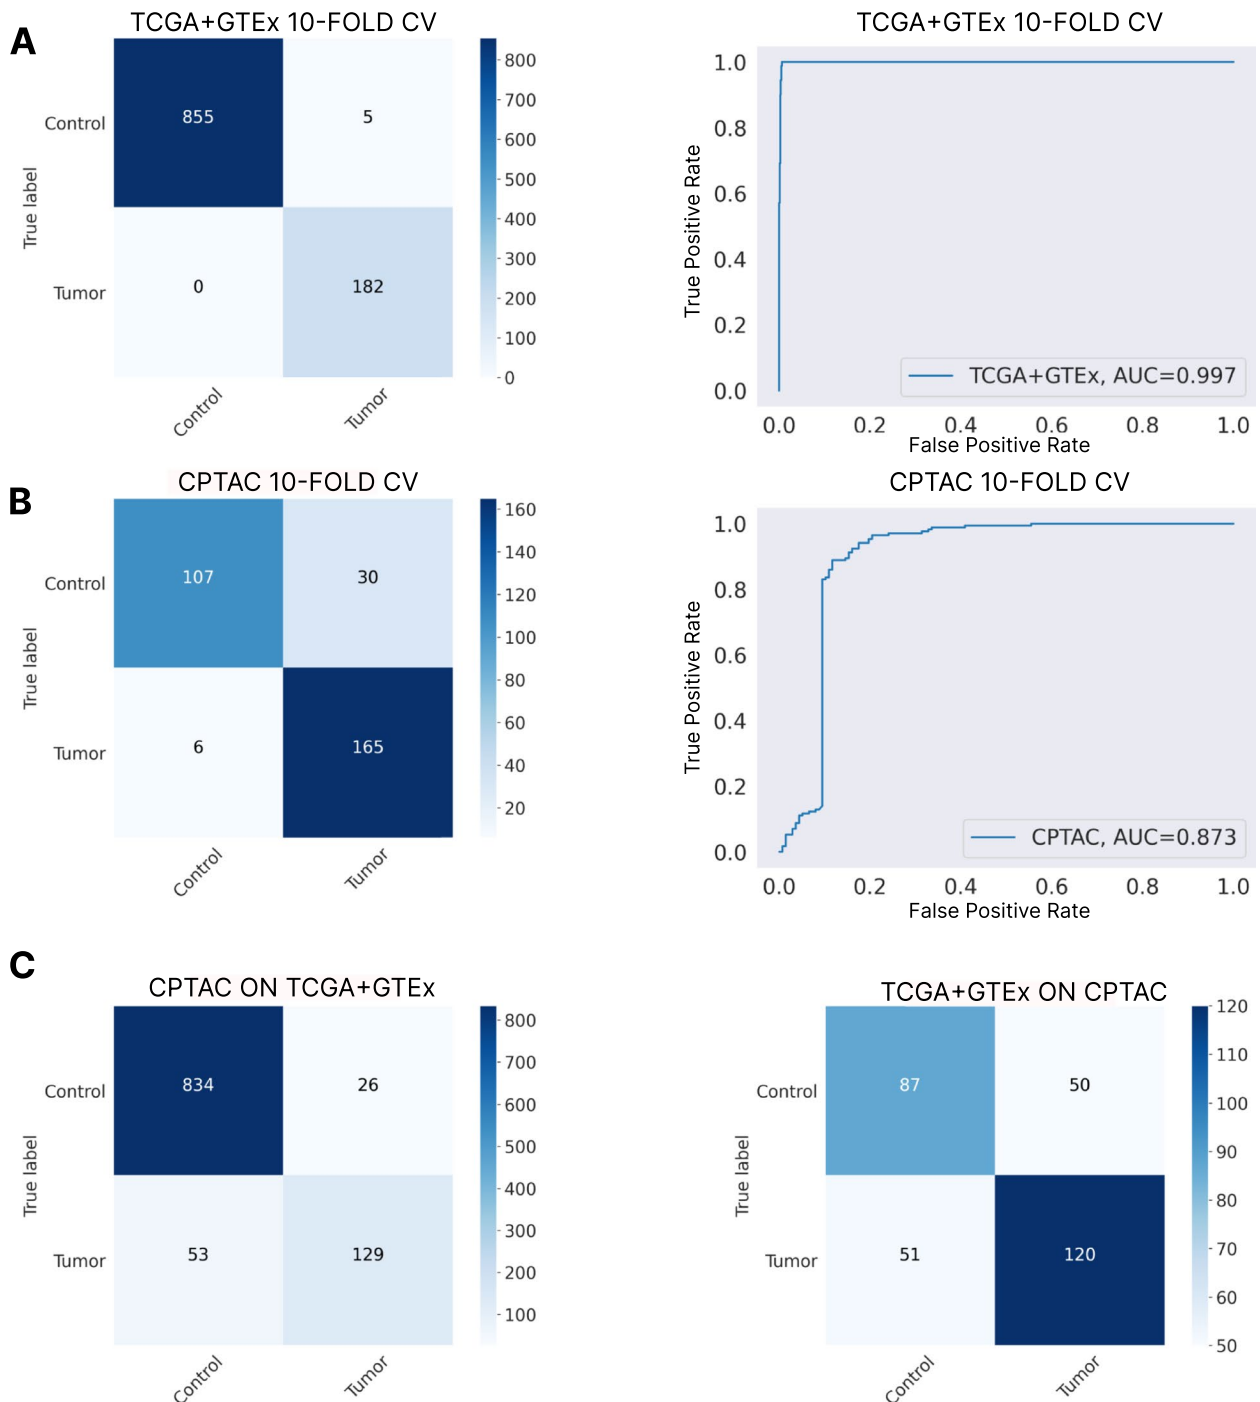 A
TCGA+GTEx 10-FOLD CV
Control
Tumor
True label
855
5
0
182
Control
Tumor
800
700
600
500
400
300
200
100
0
TCGA+GTEx 10-FOLD CV
True Positive Rate
1.0
0.8
0.6
0.4
0.2
0.0
TCGA+GTEx, AUC=0.997
0.0 0.2 0.4 0.6 0.8 1.0
False Positive Rate
B
CPTAC 10-FOLD CV
Control
Tumor
True label
107
30
6
165
Control
Tumor
160
140
120
100
80
60
40
20
CPTAC 10-FOLD CV
True Positive Rate
1.0
0.8
0.6
0.4
0.2
0.0
CPTAC, AUC=0.873
0.0 0.2 0.4 0.6 0.8 1.0
False Positive Rate
C
CPTAC ON TCGA+GTEx
Control
Tumor
True label
834
26
53
129
Control
Tumor
800
700
600
500
400
300
200
100
TCGA+GTEx ON CPTAC
Control
Tumor
True label
87
50
51
120
Control
Tumor
120
110
100
90
80
70
60
50